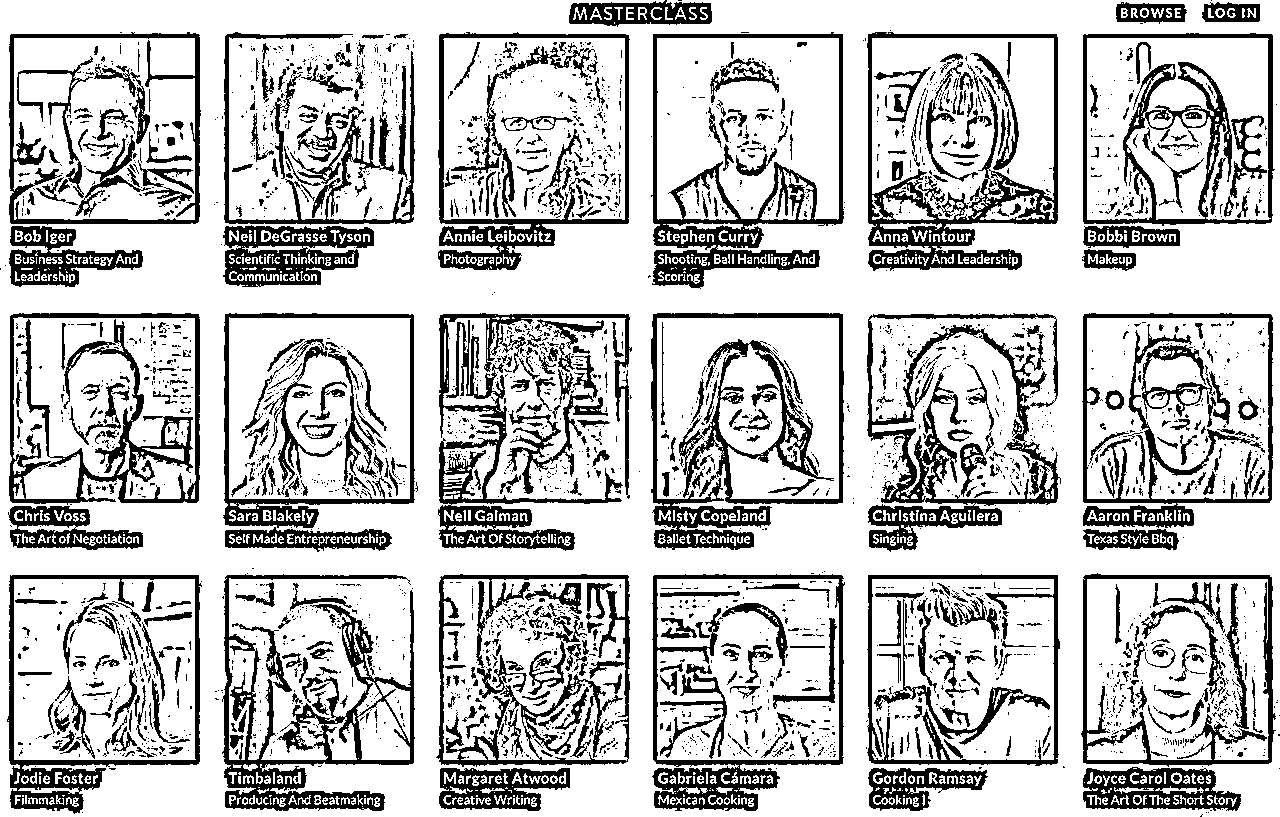 MASTERCLASS
BROWSE LOG IN
Bob Iger
Business Strategy And
Leadership
Neil DeGrasse Tyson
Scientific Thinking and
Communication
Annie Leibovitz
Photography
Stephen Curry
Shooting, Ball Handling, And
Scoring
Anna Wintour
Creativity And Leadership
Bobbi Brown
Makeup
Chris Voss
The Art of Negotiation
Sara Blakely
Self Made Entrepreneurship
Neil Gaiman
The Art Of Storytelling
Misty Copeland
Ballet Technique
Christina Aguilera
Singing
Aaron Franklin
Texas Style Bbq
Jodie Foster
Filmmaking
Timbaland
Producing And Beatmaking
Margaret Atwood
Creative Writing
Gabriela Cámara
Mexican Cooking
Gordon Ramsay
Cooking I
Joyce Carol Oates
The Art Of The Short Story